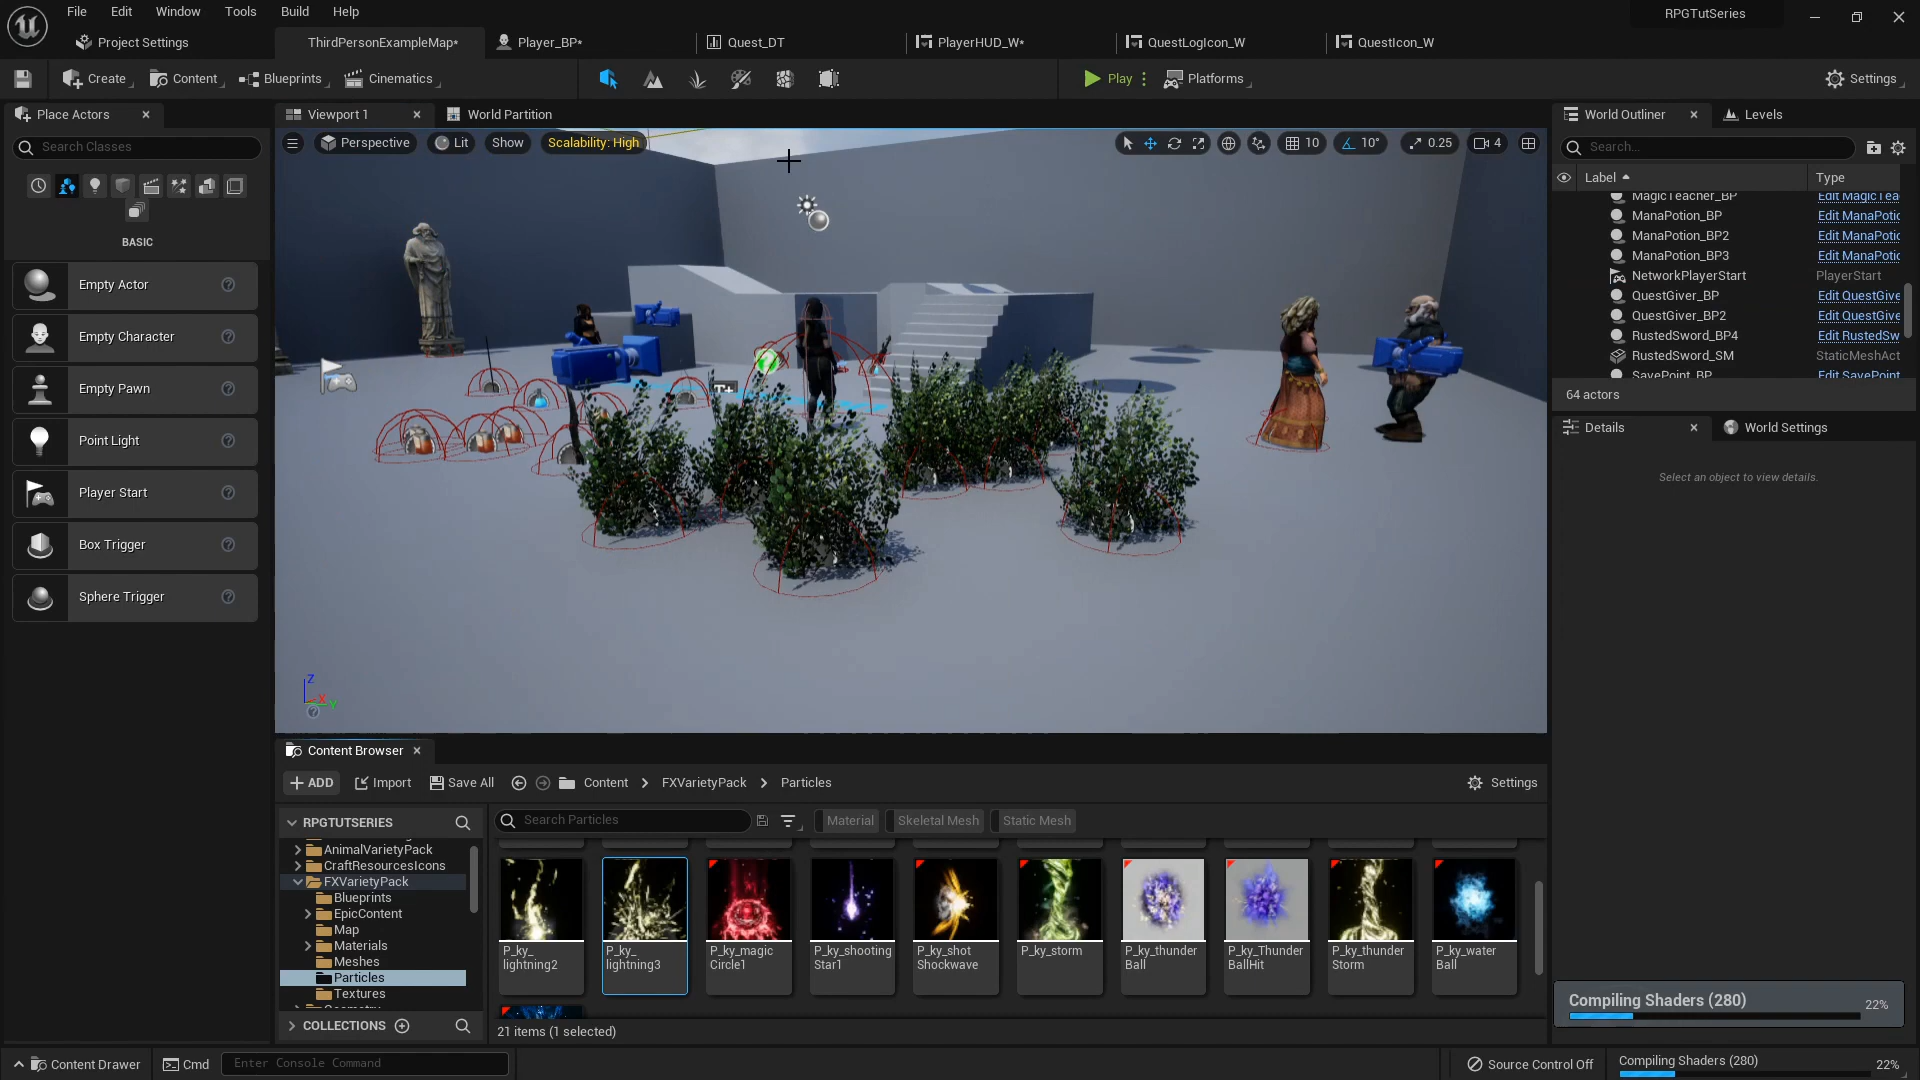 File Edit Window Tools Build Help
RPGTutSeries
Project Settings
ThirdPersonExampleMap*
Player_BP*
Quest_DT
PlayerHUD_W*
QuestLogIcon_W
QuestIcon_W
Create
Content
Blueprints
Cinematics
Play
Platforms
Settings
Place Actors
Viewport 1
World Partition
World Outliner
Levels
Search Classes
Perspective
Lit
Show
Scalability: High
10
10°
0.25
4
Search...
Label
Type
BASIC
Empty Actor
Empty Character
Empty Pawn
Point Light
Player Start
Box Trigger
Sphere Trigger
MagicTeacher_BP Edit MagicTea
ManaPotion_BP Edit ManaPotic
ManaPotion_BP2 Edit ManaPotic
ManaPotion_BP3 Edit ManaPotic
NetworkPlayerStart PlayerStart
QuestGiver_BP Edit QuestGive
QuestGiver_BP2 Edit QuestGive
RustedSword_BP4 Edit RustedSw
RustedSword_SM StaticMeshAct
SavePoint_BP Edit SavePoint
64 actors
Details
World Settings
Select an object to view details.
Z
X
Y
Content Browser
ADD
Import
Save All
Content
FXVarietyPack
Particles
Settings
RPGTUTSERIES
Search Particles
Material
Skeletal Mesh
Static Mesh
AnimalVarietyPack
CraftResourcesIcons
FXVarietyPack
Blueprints
EpicContent
Map
Materials
Meshes
Particles
Textures
COLLECTIONS
P_ky_
lightning2
P_ky_
lightning3
P_ky_magic
Circle1
P_ky_shooting
Star1
P_ky_shot
Shockwave
P_ky_storm
P_ky_thunder
Ball
P_ky_Thunder
BallHit
P_ky_thunder
Storm
P_ky_water
Ball
21 items (1 selected)
Compiling Shaders (280)
22%
Content Drawer
Cmd
Enter Console Command
Source Control Off
Compiling Shaders (280)
22%